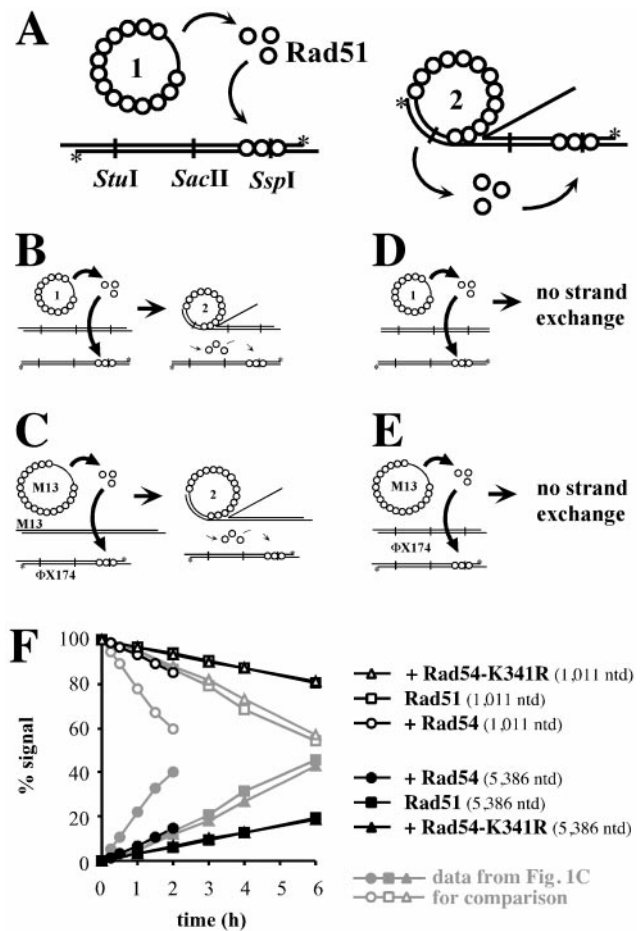 A
1
Rad51
*
*
StuI SacII SspI
2
*
*
B
1
2
D
1
no strand
exchange
C
M13
M13
ΦX174
2
E
M13
ΦX174
no strand
exchange
F
% signal
100
80
60
40
20
0
0 1 2 3 4 5 6
time (h)
+ Rad54-K341R (1,011 ntd)
Rad51 (1,011 ntd)
+ Rad54 (1,011 ntd)
+ Rad54 (5,386 ntd)
Rad51 (5,386 ntd)
+ Rad54-K341R (5,386 ntd)
data from Fig. 1C
for comparison